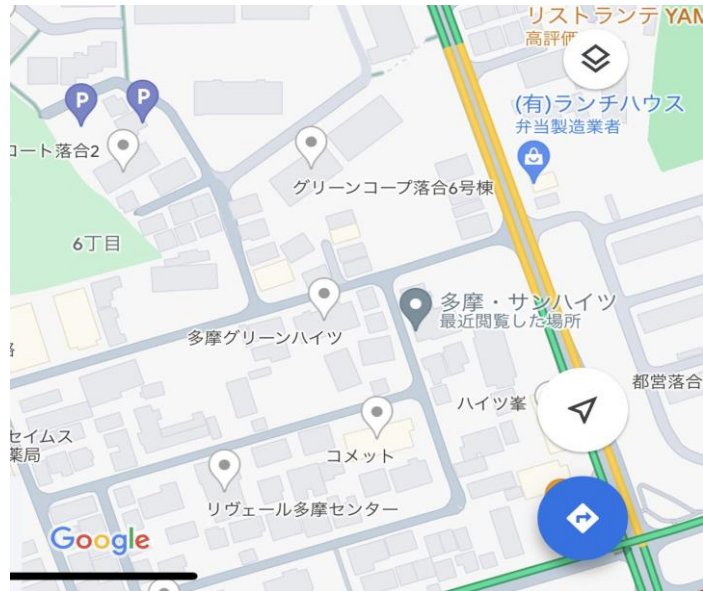 リストランテ YAM
高評価
(有)ランチハウス
弁当製造業者
P
P
コート落合2
グリーンコープ落合6号棟
6丁目
多摩・サンハイツ
最近閲覧した場所
多摩グリーンハイツ
都営落合
ハイツ峯
セイムス
薬局
コメット
リヴェール多摩センター
Google